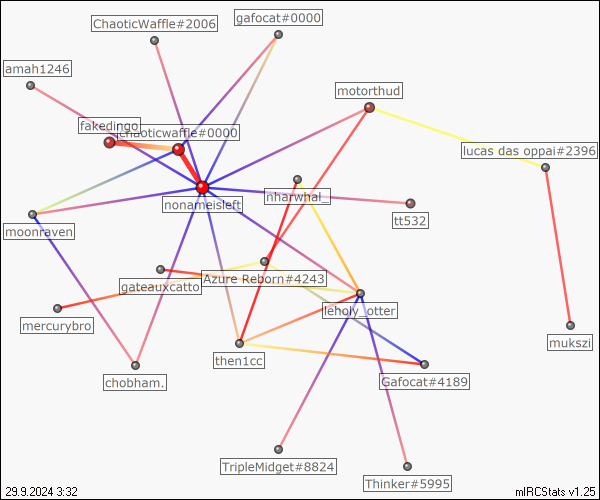 gafocat#0000
ChaoticWaffle#2006
amah1246
motorthud
fakedingo
chaoticwaffle#0000
lucas das oppai#2396
nharwhal_
nonameisleft
tt532
moonraven
Azure Reborn#4243
gateauxcatto
leholy_otter
mercurybro
mukszi
then1cc
chobham.
Gafocat#4189
TripleMidget#8824
Thinker#5995
29.9.2024 3:32
mIRCStats v1.25